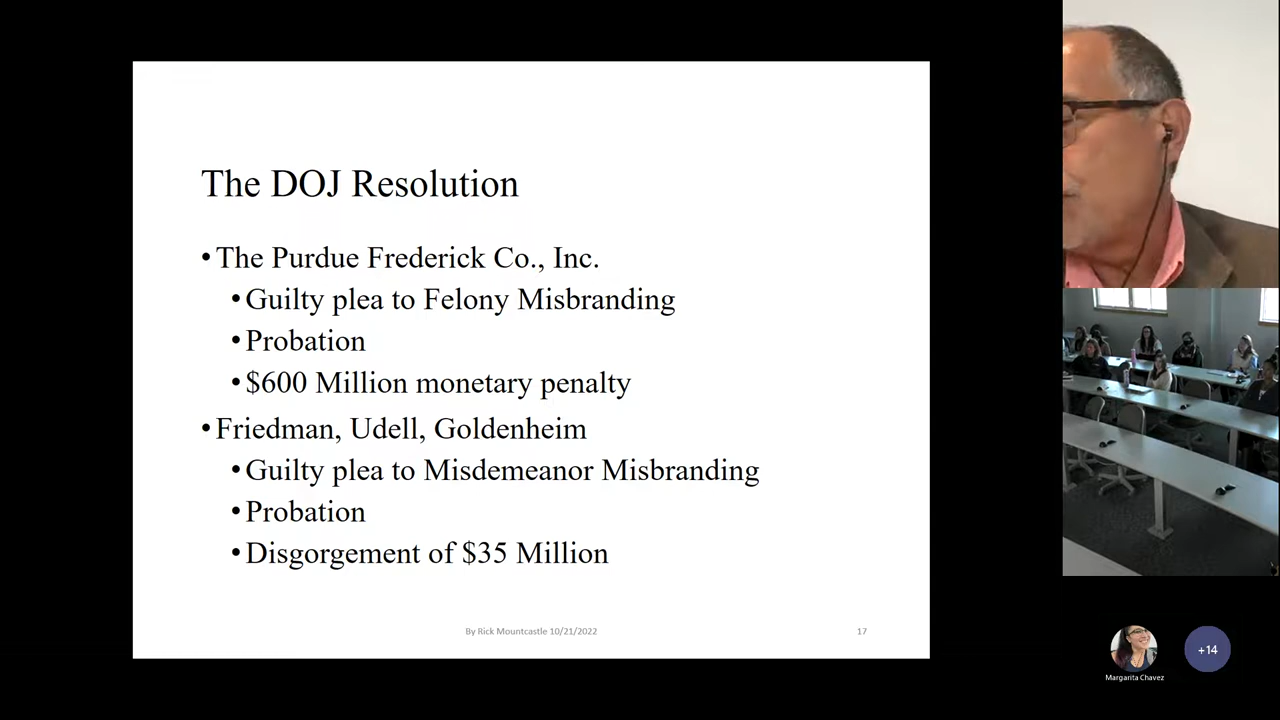 The DOJ Resolution
•The Purdue Frederick Co., Inc.
•Guilty plea to Felony Misbranding
•Probation
•$600 Million monetary penalty
•Friedman, Udell, Goldenheim
•Guilty plea to Misdemeanor Misbranding
•Probation
•Disgorgement of $35 Million
By Rick Mountcastle 10/21/2022
17
+14
Margarita Chavez